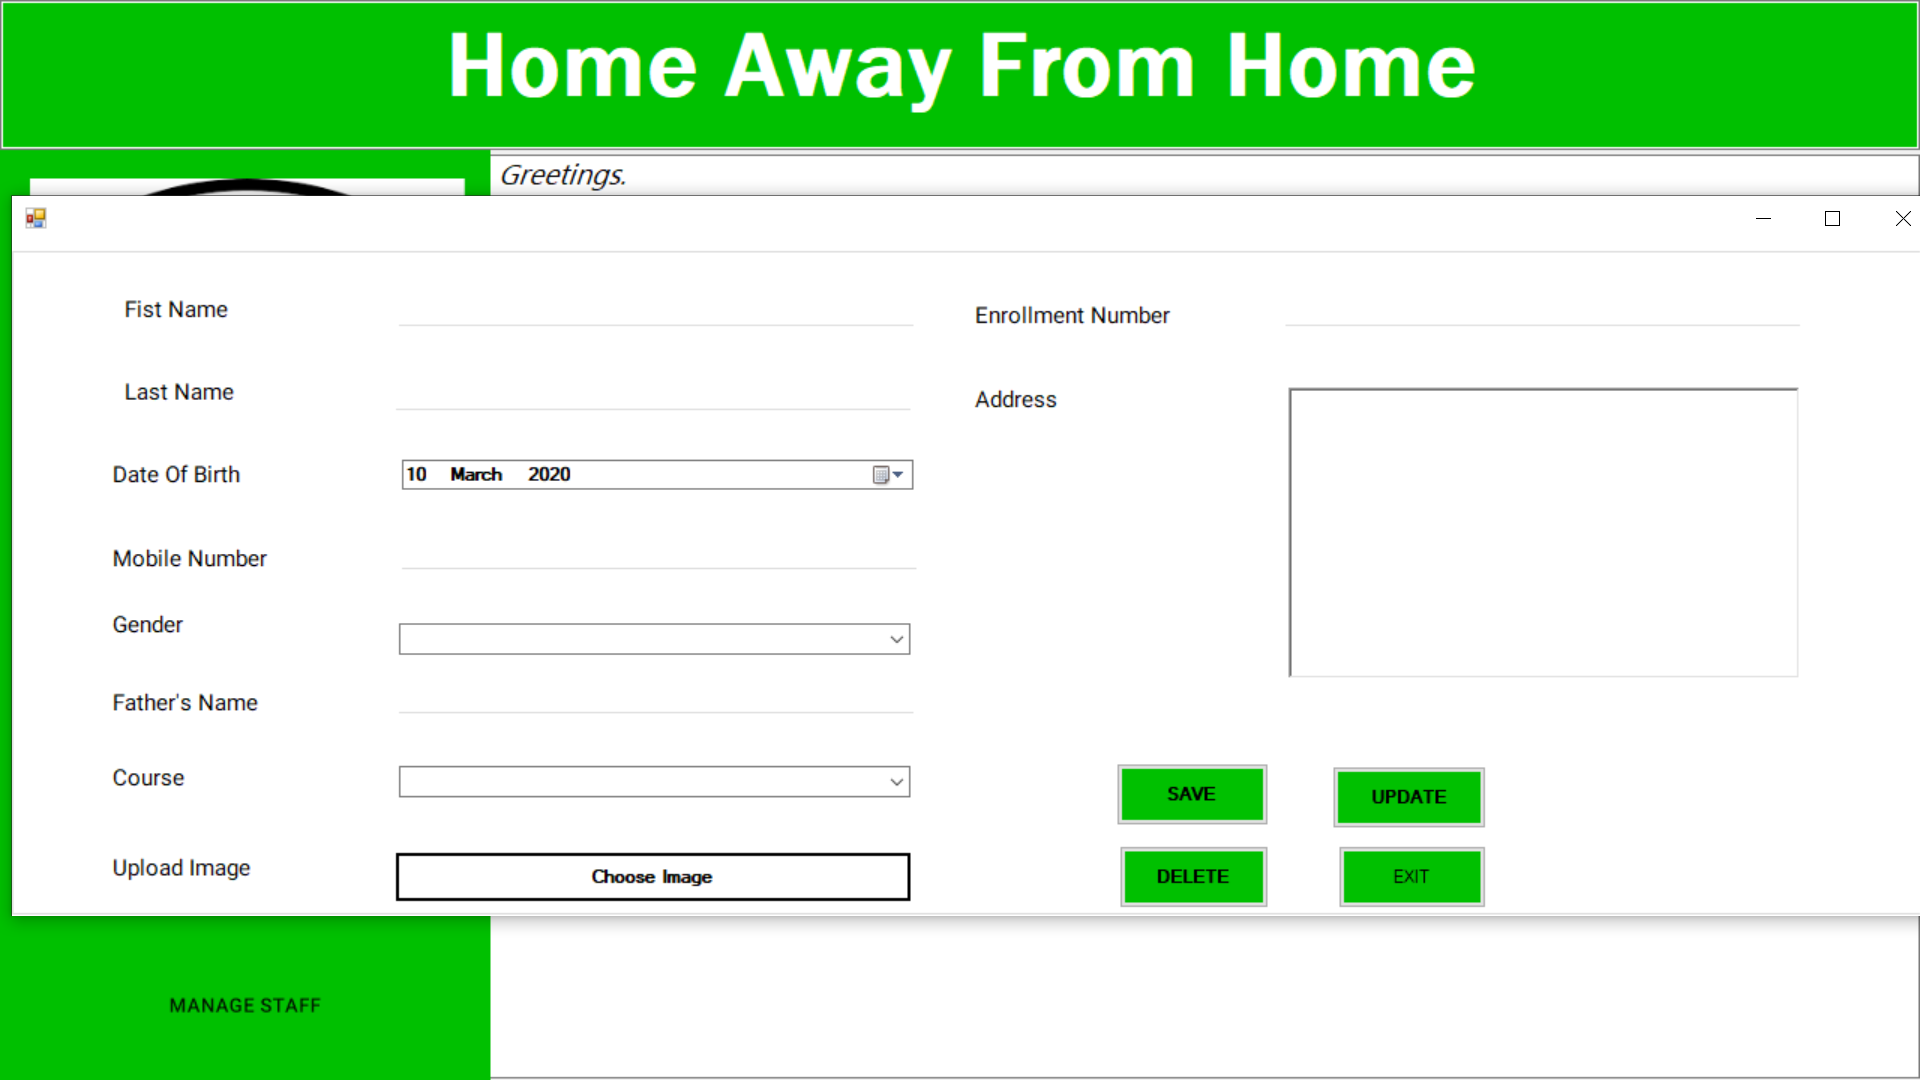 Home Away From Home
Greetings.
Fist Name
Enrollment Number
Last Name
Address
Date Of Birth
10 March 2020
Mobile Number
Gender
Father's Name
Course
SAVE
UPDATE
Upload Image
Choose Image
DELETE
EXIT
MANAGE STAFF